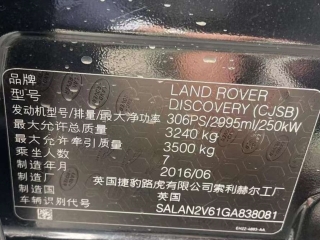 品牌 LAND ROVER
型号 DISCOVERY (CJSB)
发动机型号/排量/最大净功率 306PS/2995ml/250kW
最大允许总质量 3240 kg
最大允许牵引质量 3500 kg
乘坐人数 7
制造年月 2016/06
制造商 英国捷豹路虎有限公司索利赫尔工厂
制造国 英国
车辆识别代号 SALAN2V61GA838081